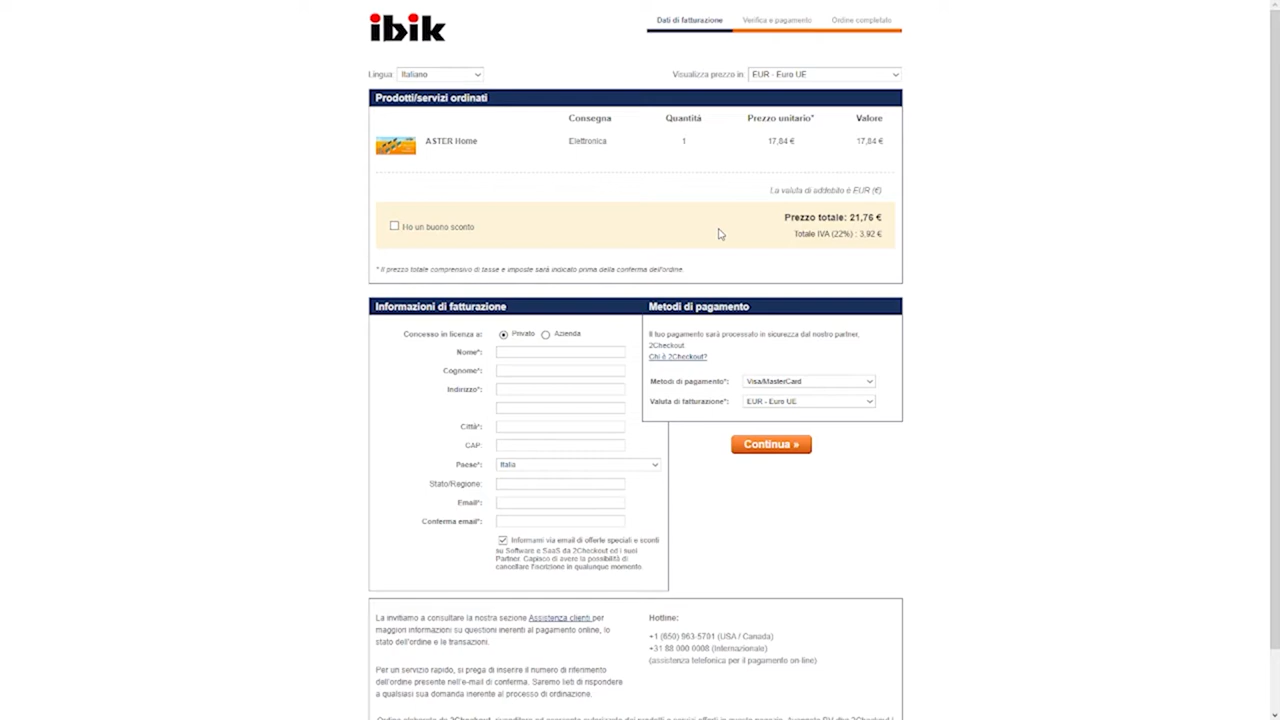 ibik
Dati di fatturazione Verifica e pagamento Ordine completato
Lingua: Italiano Visualizza prezzo in: EUR - Euro UE
Prodotti/servizi ordinati
Consegna Quantità Prezzo unitario* Valore
ASTER Home Elettronica 1 17,84 € 17,84 €
La valuta di addebito è EUR (€)
Prezzo totale: 21,76 €
Ho un buono sconto
Totale IVA (22%) : 3,92 €
* Il prezzo totale comprensivo di tasse e imposte sarà indicato prima della conferma dell'ordine.
Informazioni di fatturazione
Concesso in licenza a: Privato Azienda
Nome*:
Cognome*:
Indirizzo*:
Città*:
CAP:
Paese*: Italia
Stato/Regione:
Email*:
Conferma email*:
Informami via email di offerte speciali e sconti
su Software e SaaS da 2Checkout ed i suoi
Partner. Capisco di avere la possibilità di
cancellare l'iscrizione in qualunque momento.
Metodi di pagamento
Il tuo pagamento sarà processato in sicurezza dal nostro partner,
2Checkout
Chi è 2Checkout?
Metodi di pagamento*: Visa/MasterCard
Valuta di fatturazione*: EUR - Euro UE
Continua »
La invitiamo a consultare la nostra sezione Assistenza clienti per
maggiori informazioni su questioni inerenti al pagamento online, lo
stato dell'ordine e le transazioni.
Per un servizio rapido, si prega di inserire il numero di riferimento
dell'ordine presente nell'e-mail di conferma. Saremo lieti di rispondere
a qualsiasi sua domanda inerente al processo di ordinazione.
Hotline:
+1 (650) 963-5701 (USA / Canada)
+31 88 000 0008 (Internazionale)
(assistenza telefonica per il pagamento on-line)